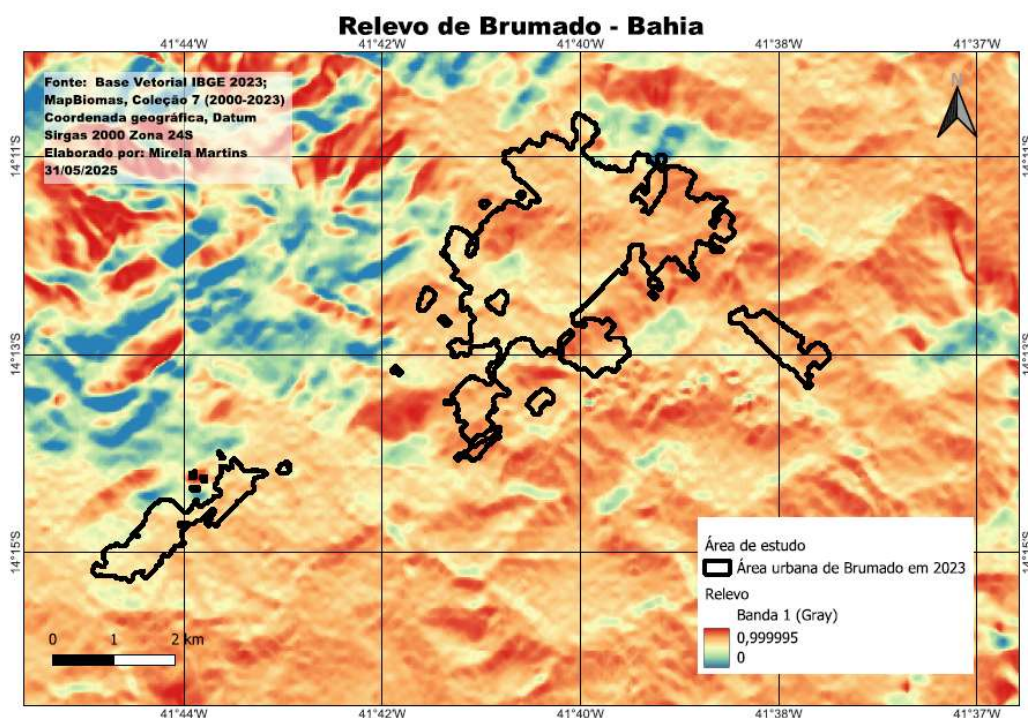 Relevo de Brumado - Bahia
41°44'W 41°42'W 41°40'W 41°38'W 41°37'W
Fonte: Base Vetorial IBGE 2023;
MapBiomas, Coleção 7 (2000-2023)
Coordenada geográfica, Datum
Sirgas 2000 Zona 24S
Elaborado por: Mirela Martins
31/05/2025
N
14°11'S 14°11'S
14°13'S 14°13'S
14°15'S 14°15'S
Área de estudo
Área urbana de Brumado em 2023
Relevo
Banda 1 (Gray)
0,999995
0
0 1 2 km
41°44'W 41°42'W 41°40'W 41°38'W 41°37'W